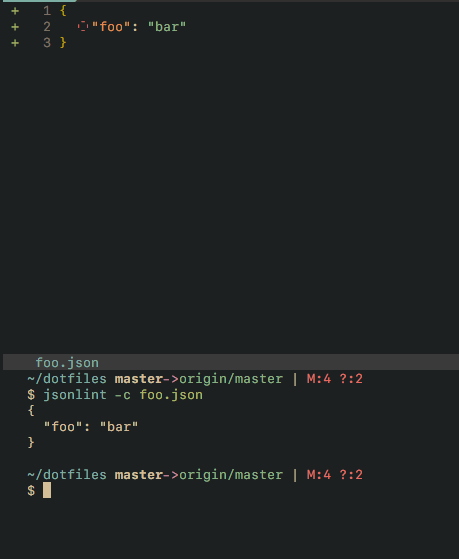 + 1 {
+ 2 "foo": "bar"
+ 3 }
foo.json
~/dotfiles master->origin/master | M:4 ?:2
$ jsonlint -c foo.json
{
"foo": "bar"
}
~/dotfiles master->origin/master | M:4 ?:2
$